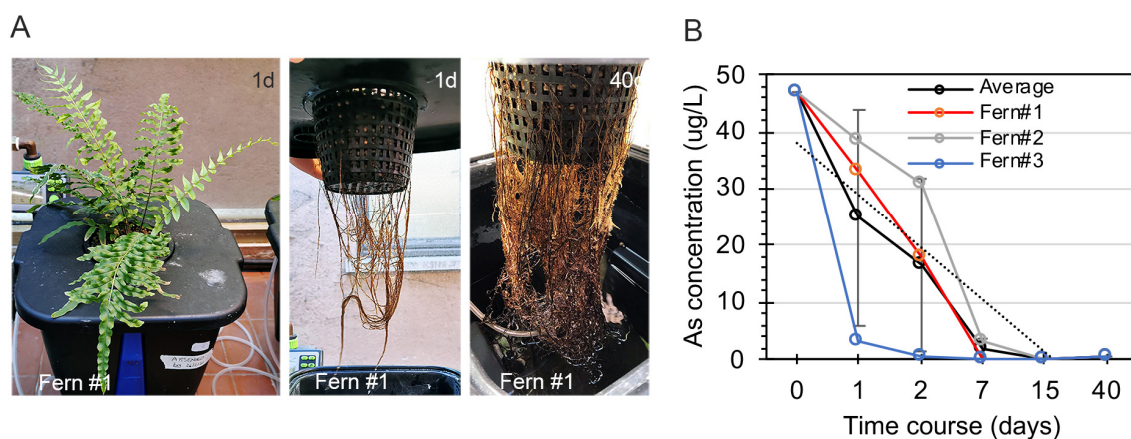 A
1d
Fern #1
1d
Fern #1
40d
Fern #1
B
As concentration (ug/L)
50
40
30
20
10
0
Average
Fern#1
Fern#2
Fern#3
0 1 2 7 15 40
Time course (days)